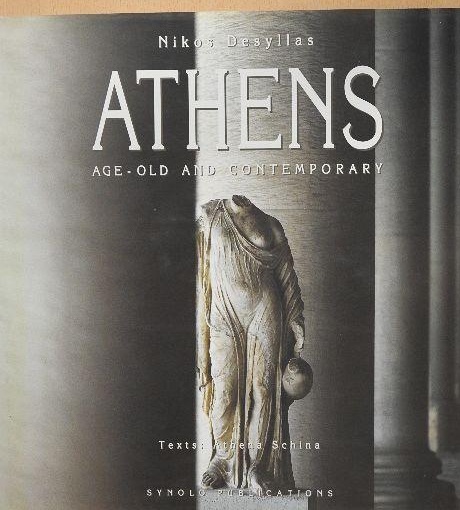 Nikos Desyllas
ATHENS
AGE-OLD AND CONTEMPORARY
Texts: Athena Schina
SYNOLO PUBLICATIONS